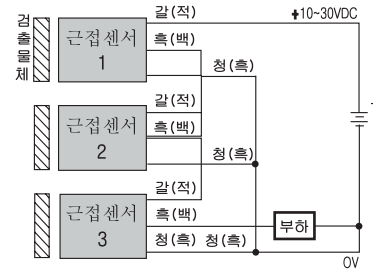 검출물체
갈(적)
✚10~30VDC
근접센서
1
흑(백)
청(흑)
갈(적)
근접센서
2
흑(백)
청(흑)
갈(적)
근접센서
3
흑(백)
부하
청(흑) 청(흑)
0V